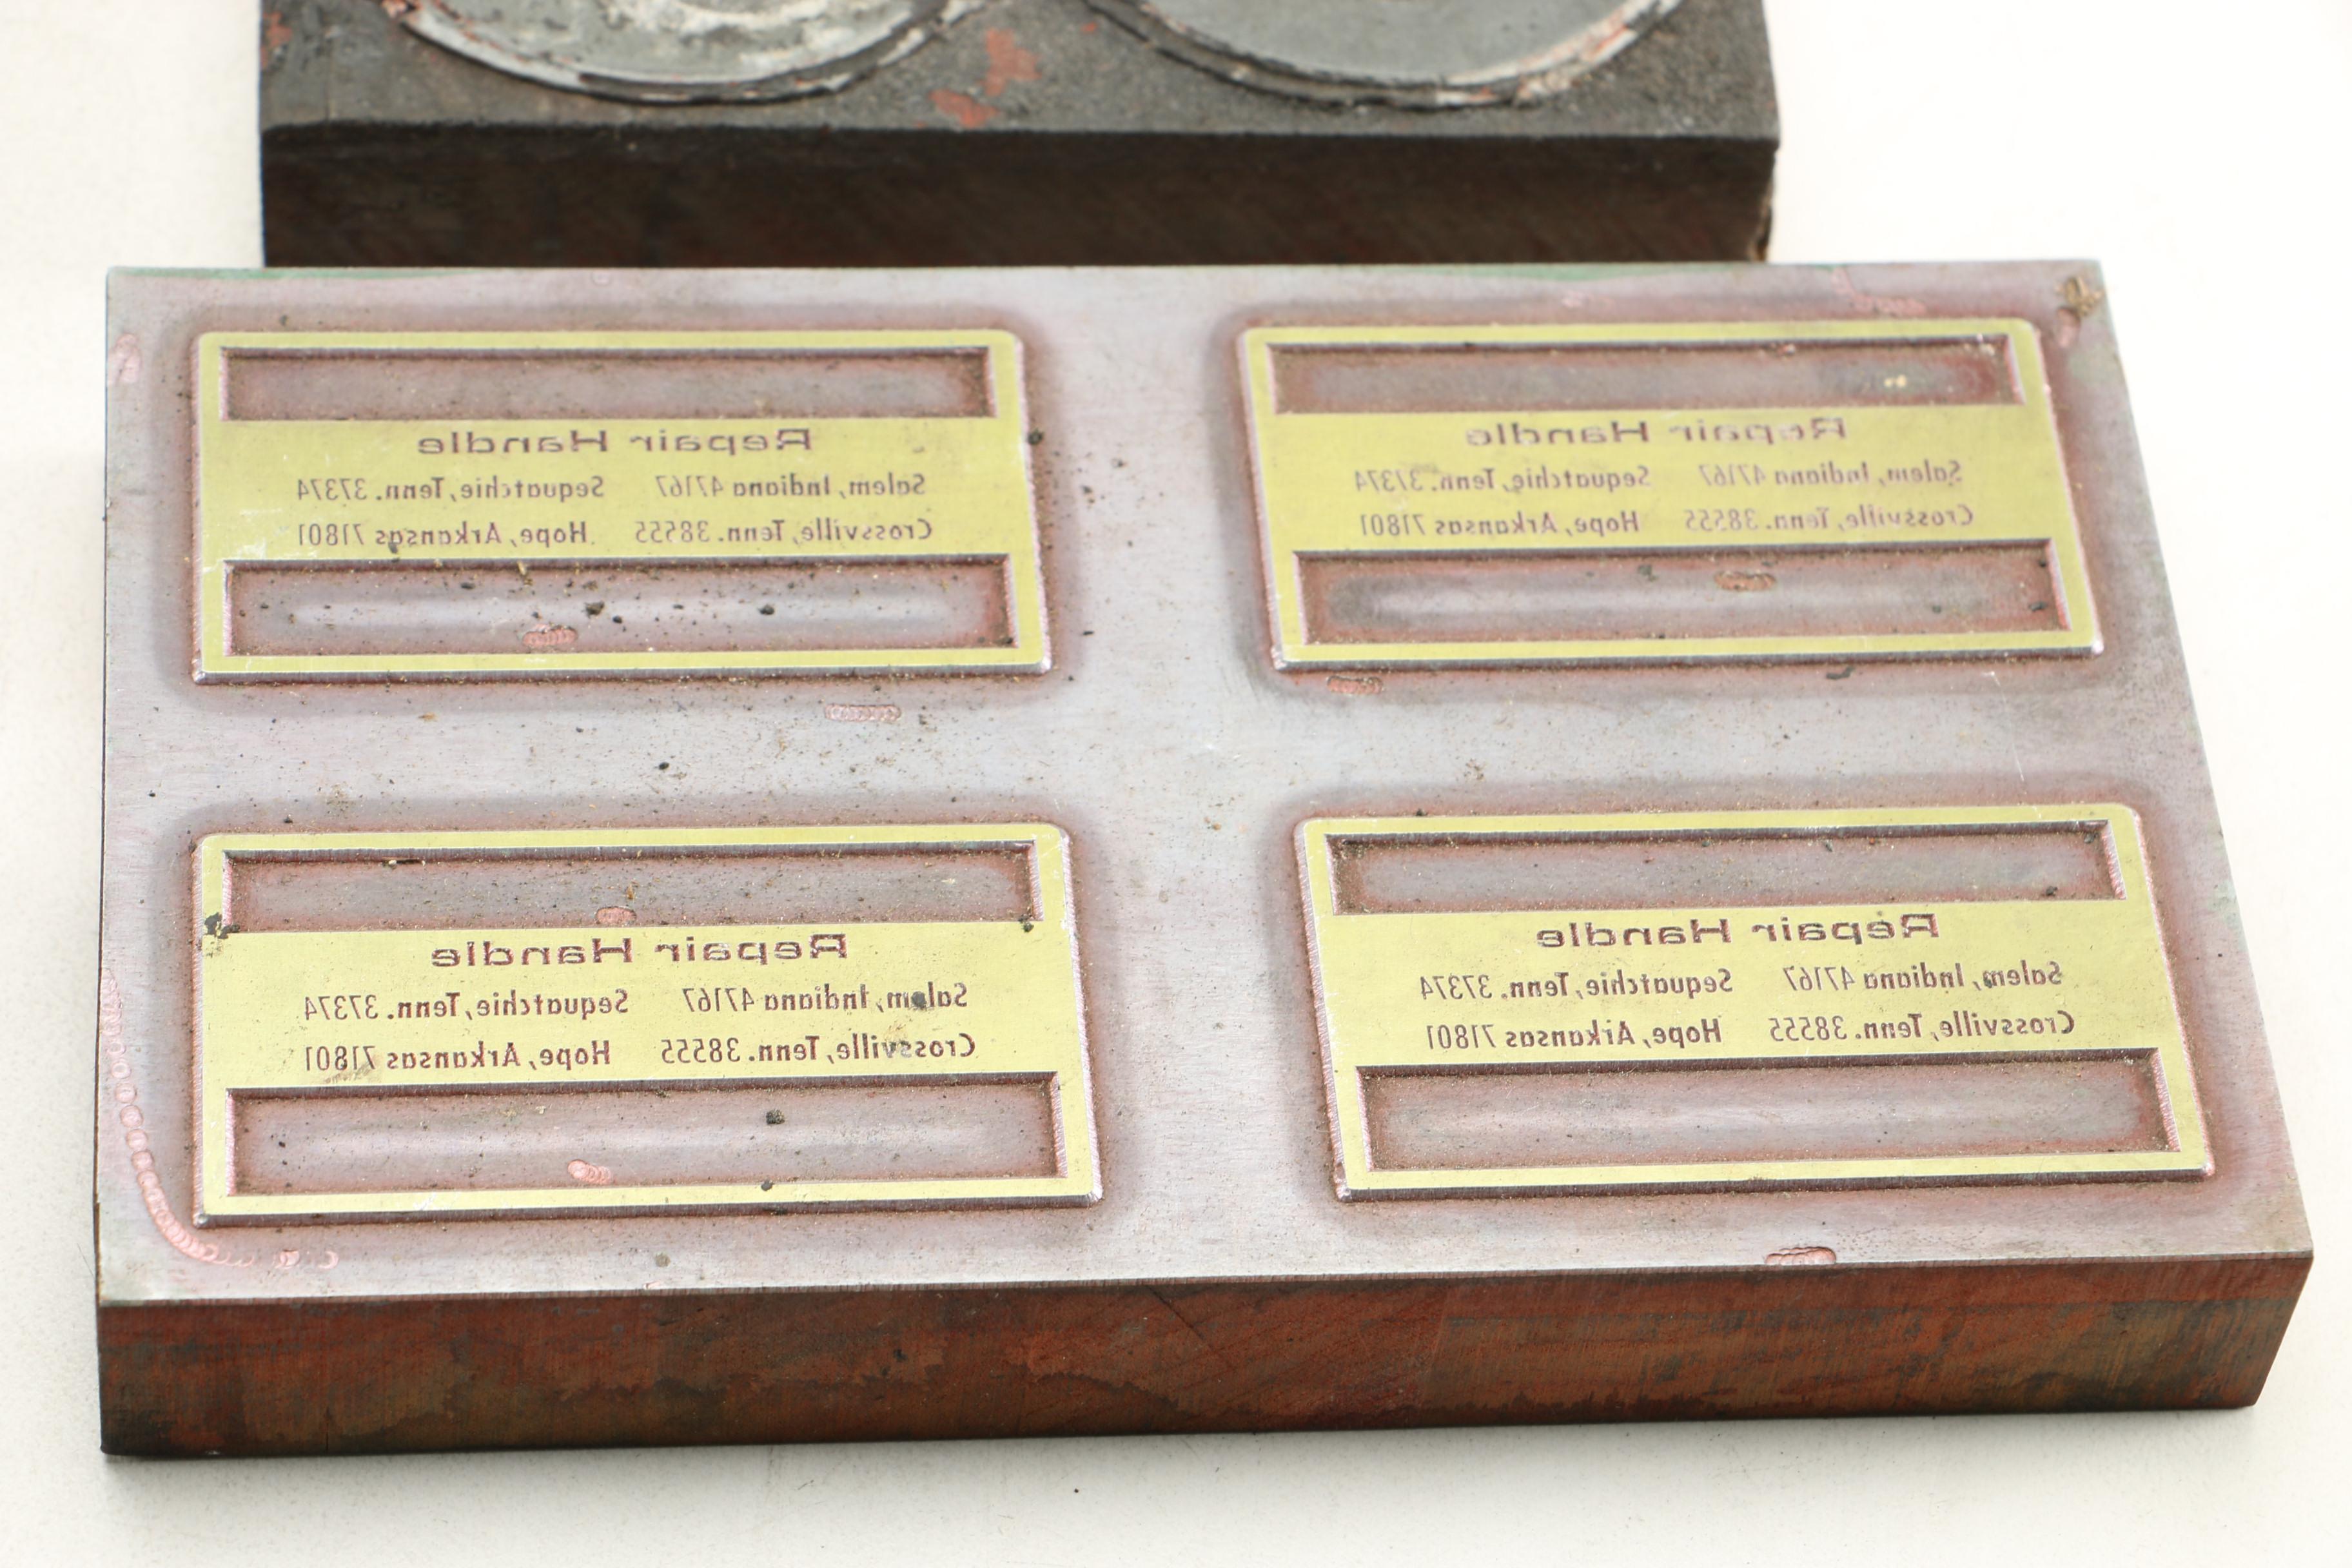 Repair Handle
Salem, Indiana 47167 Sequatchie, Tenn. 37374
Crossville, Tenn. 38555 Hope, Arkansas 71801
Repair Handle
Salem, Indiana 47167 Sequatchie, Tenn. 37374
Crossville, Tenn. 38555 Hope, Arkansas 71801
Repair Handle
Salem, Indiana 47167 Sequatchie, Tenn. 37374
Crossville, Tenn. 38555 Hope, Arkansas 71801
Repair Handle
Salem, Indiana 47167 Sequatchie, Tenn. 37374
Crossville, Tenn. 38555 Hope, Arkansas 71801